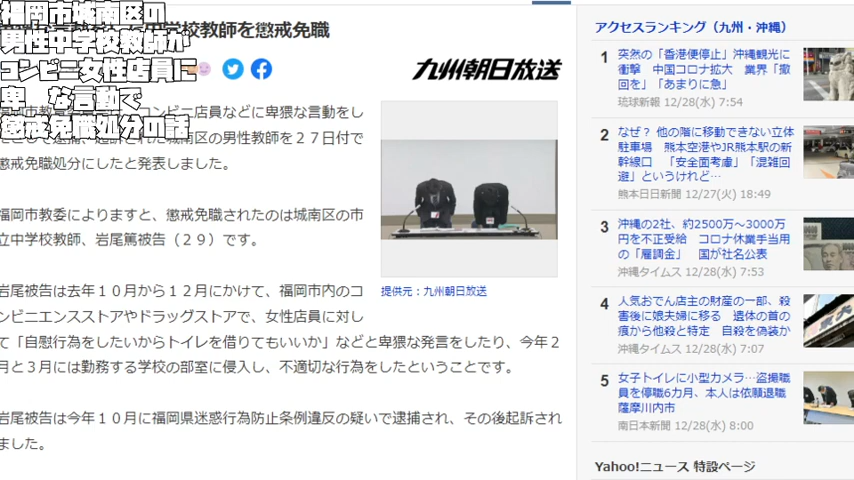 福岡市城南区の
男性中学校教師が
コンビニ女性店員に
卑　な言動で
懲戒免職処分の話
学校教師を懲戒免職
九州朝日放送
コンビニ店員などに卑猥な言動をし
城南区の男性教師を２７日付で
懲戒免職処分にしたと発表しました。
福岡市教委によりますと、懲戒免職されたのは城南区の市
立中学校教師、岩尾篤被告（２９）です。
提供元：九州朝日放送
岩尾被告は去年１０月から１２月にかけて、福岡市内のコ
ンビニエンスストアやドラッグストアで、女性店員に対し
て「自慰行為をしたいからトイレを借りてもいいか」などと卑猥な発言をしたり、今年２
月と３月には勤務する学校の部室に侵入し、不適切な行為をしたということです。
岩尾被告は今年１０月に福岡県迷惑行為防止条例違反の疑いで逮捕され、その後起訴され
ました。
アクセスランキング（九州・沖縄）
1
突然の「香港便停止」沖縄観光に
衝撃　中国コロナ拡大　業界「撤
回を」「あまりに急」
琉球新報 12/28(水) 7:54
2
なぜ？ 他の階に移動できない立体
駐車場　熊本空港やJR熊本駅の新
幹線口　「安全面考慮」「混雑回
避」というけれど…
熊本日日新聞 12/27(火) 18:49
3
沖縄の2社、約2500万～3000万
円を不正受給　コロナ休業手当用
の「雇調金」　国が社名公表
沖縄タイムス 12/28(水) 7:53
4
人気おでん店主の財産の一部、殺
害後に娘夫婦に移る　遺体の首の
痕から他殺と特定　自殺を偽装か
沖縄タイムス 12/28(水) 7:07
5
女子トイレに小型カメラ…盗撮職
員を停職6カ月、本人は依願退職
薩摩川内市
南日本新聞 12/28(水) 8:00
Yahoo!ニュース 特設ページ